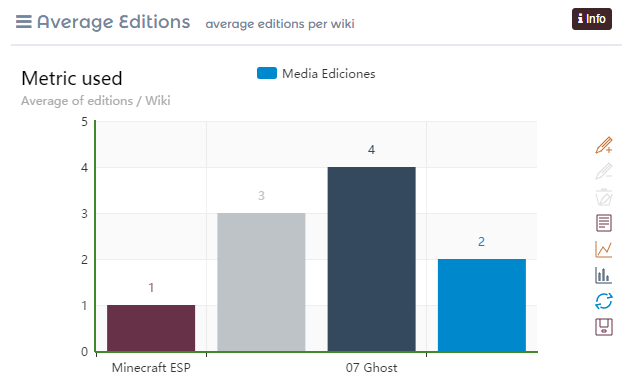 Average Editions average editions per wiki
Info
Metric used
Average of editions / Wiki
Media Ediciones
5
4
3
2
1
0
1
3
4
2
Minecraft ESP
07 Ghost